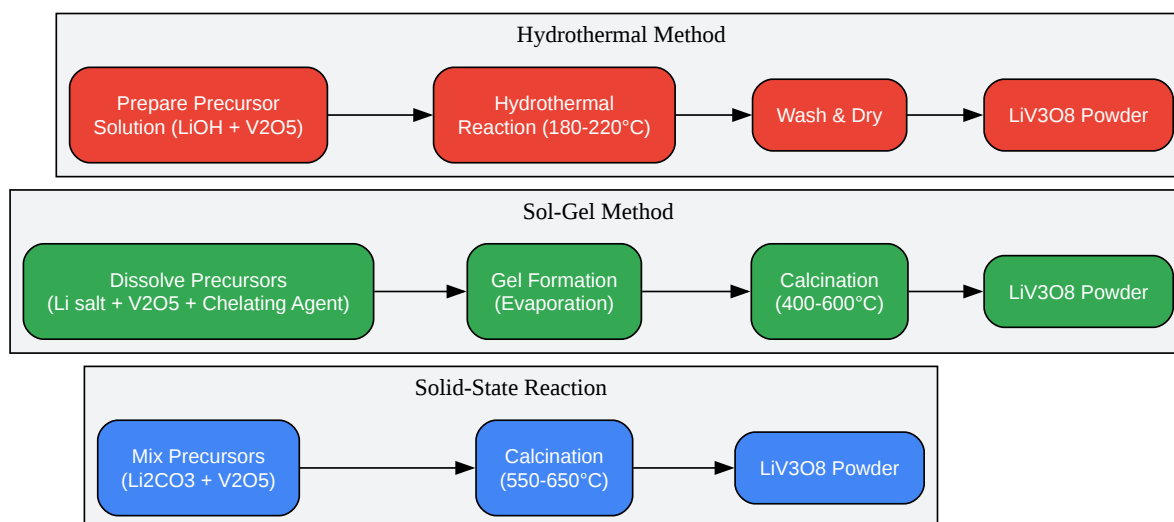 Hydrothermal Method
Prepare Precursor
Solution (LiOH + V2O5)
Hydrothermal
Reaction (180-220°C)
Wash & Dry
LiV3O8 Powder
Sol-Gel Method
Dissolve Precursors
(Li salt + V2O5 + Chelating Agent)
Gel Formation
(Evaporation)
Calcination
(400-600°C)
LiV3O8 Powder
Solid-State Reaction
Mix Precursors
(Li2CO3 + V2O5)
Calcination
(550-650°C)
LiV3O8 Powder